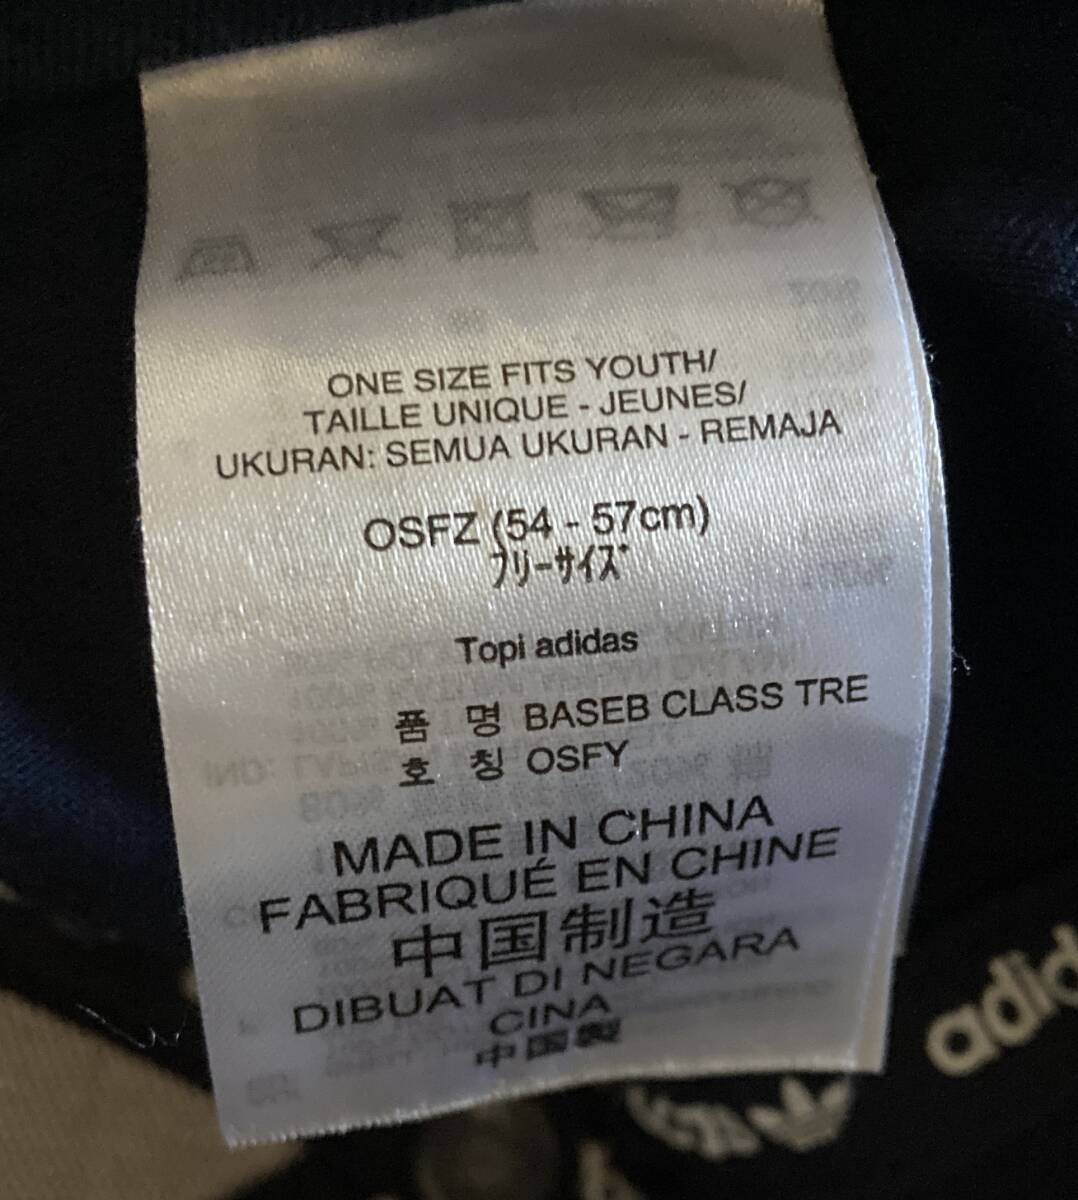 ONE SIZE FITS YOUTH/
TAILLE UNIQUE - JEUNES/
UKURAN: SEMUA UKURAN - REMAJA
OSFZ (54 - 57cm)
フリーサイズ
Topi adidas
품 명 BASEB CLASS TRE
호 칭 OSFY
MADE IN CHINA
FABRIQUÉ EN CHINE
中国制造
DIBUAT DI NEGARA
CINA
中国製
adid